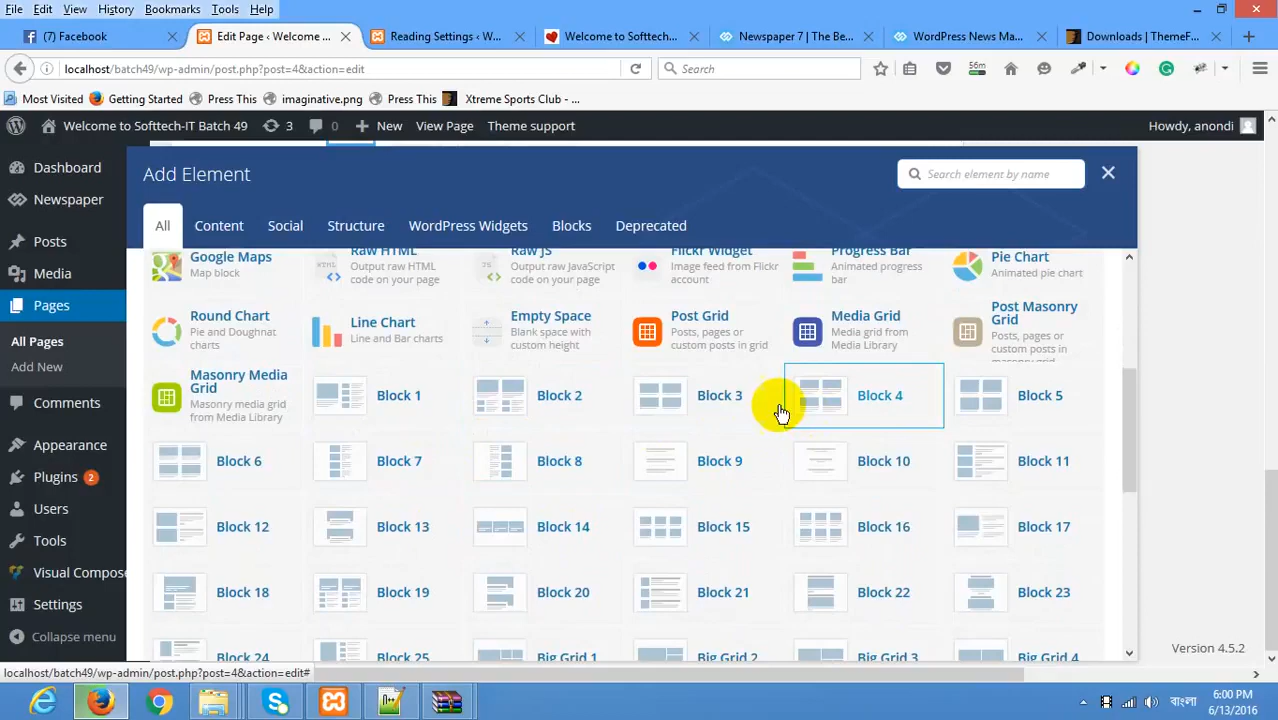 File Edit View History Bookmarks Tools Help
(7) Facebook
Edit Page ‹ Welcome ...
Reading Settings ‹ W...
Welcome to Softtech...
Newspaper 7 | The Be...
WordPress News Ma...
Downloads | ThemeF...
localhost/batch49/wp-admin/post.php?post=4&action=edit
Search
56m
Most Visited Getting Started Press This imaginative.png Press This Xtreme Sports Club - ...
Welcome to Softtech-IT Batch 49 3 0 New View Page Theme support Howdy, anondi
Dashboard
Newspaper
Posts
Media
Pages
All Pages
Add New
Comments
Appearance
Plugins 2
Users
Tools
Visual Compose
Settings
Collapse menu
Add Element
Search element by name
All Content Social Structure WordPress Widgets Blocks Deprecated
Google Maps
Map block
Raw HTML
Output raw HTML
code on your page
Raw JS
Output raw JavaScript
code on your page
Flickr Widget
Image feed from Flickr
account
Progress Bar
Animated progress
bar
Pie Chart
Animated pie chart
Round Chart
Pie and Doughnat
charts
Line Chart
Line and Bar charts
Empty Space
Blank space with
custom height
Post Grid
Posts, pages or
custom posts in grid
Media Grid
Media grid from
Media Library
Post Masonry
Grid
Posts, pages or
custom posts in
Masonry Media
Grid
Masonry media grid
from Media Library
Block 1 Block 2 Block 3 Block 4 Block 5
Block 6 Block 7 Block 8 Block 9 Block 10 Block 11
Block 12 Block 13 Block 14 Block 15 Block 16 Block 17
Block 18 Block 19 Block 20 Block 21 Block 22 Block 23
Block 24 Block 25 Big Grid 1 Big Grid 2 Big Grid 3 Big Grid 4
Version 4.5.2
localhost/batch49/wp-admin/post.php?post=4&action=edit#
বাংলা
6:00 PM
6/13/2016